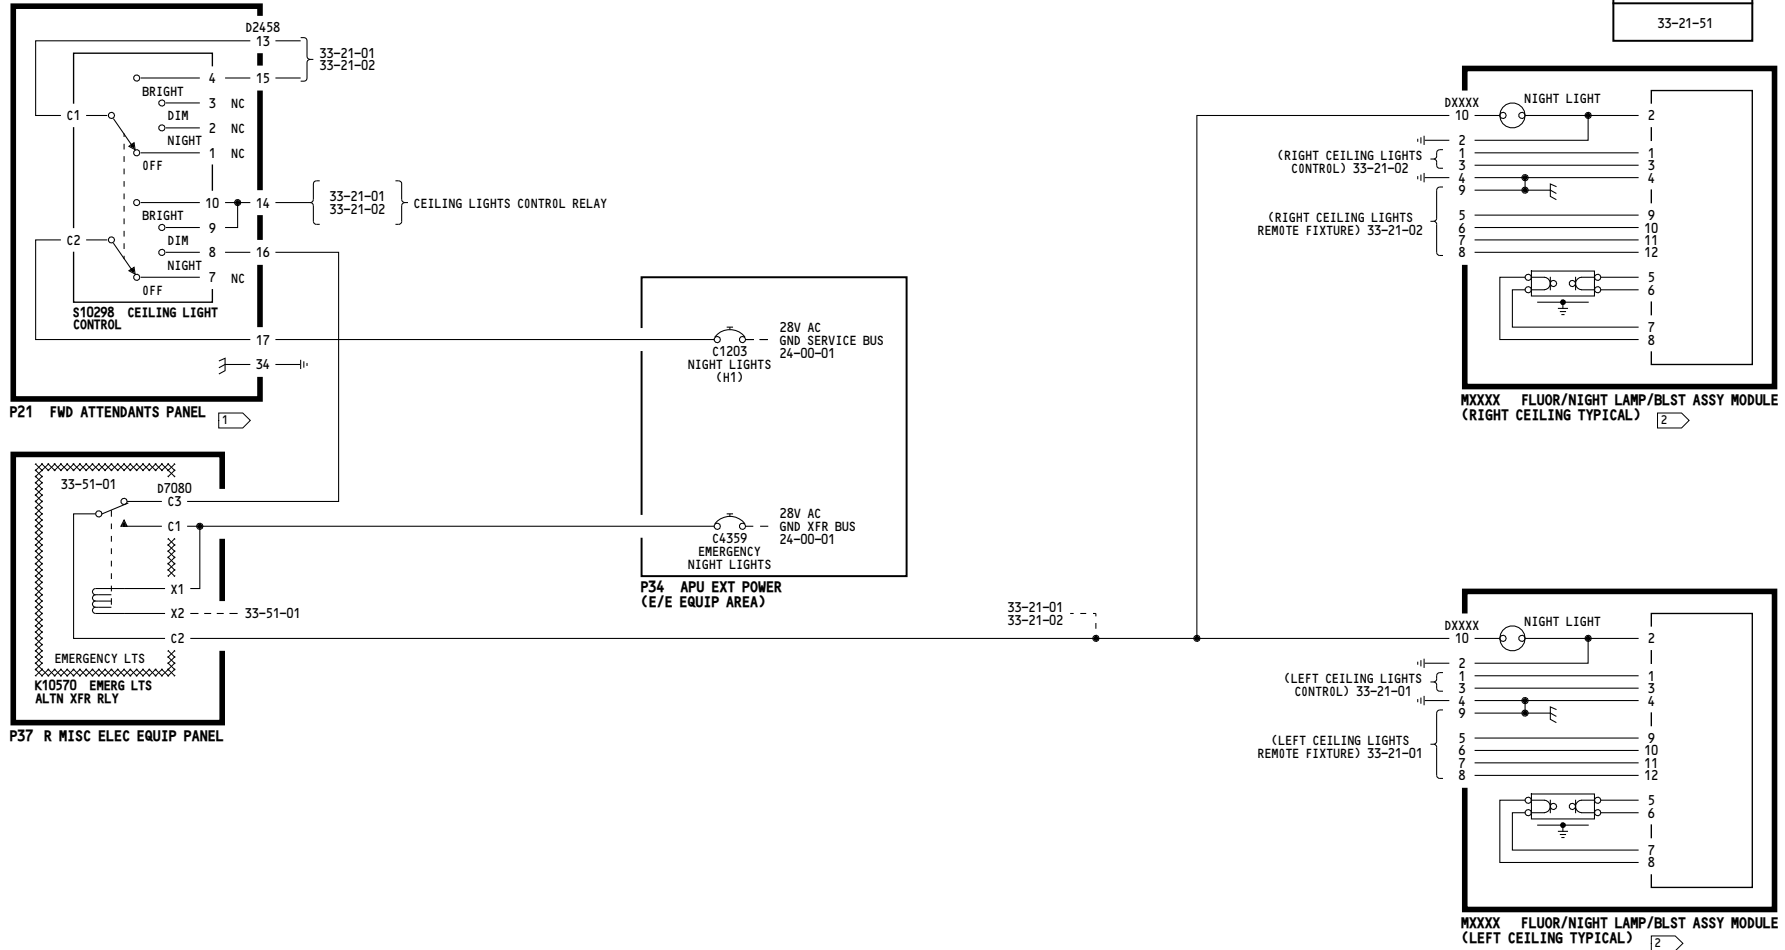 33-21-51
D2458
13
33-21-01
33-21-02
4
15
BRIGHT
3 NC
DIM
C1
2 NC
NIGHT
1 NC
OFF
10
14
33-21-01
33-21-02
CEILING LIGHTS CONTROL RELAY
BRIGHT
9
DIM
C2
8
16
NIGHT
7 NC
OFF
S10298 CEILING LIGHT
CONTROL
17
34
P21 FWD ATTENDANTS PANEL
1
28V AC
GND SERVICE BUS
24-00-01
C1203
NIGHT LIGHTS
(H1)
28V AC
GND XFR BUS
24-00-01
C4359
EMERGENCY
NIGHT LIGHTS
P34 APU EXT POWER
(E/E EQUIP AREA)
33-51-01
D7080
C3
C1
X1
X2
33-51-01
C2
EMERGENCY LTS
K10570 EMERG LTS
ALTN XFR RLY
P37 R MISC ELEC EQUIP PANEL
33-21-01
33-21-02
DXXXX
NIGHT LIGHT
10
2
2
(RIGHT CEILING LIGHTS
CONTROL) 33-21-02
1
1
3
3
4
4
9
(RIGHT CEILING LIGHTS
REMOTE FIXTURE) 33-21-02
5
9
6
10
7
11
8
12
5
6
7
8
MXXXX FLUOR/NIGHT LAMP/BLST ASSY MODULE
(RIGHT CEILING TYPICAL)
2
DXXXX
NIGHT LIGHT
10
2
2
(LEFT CEILING LIGHTS
CONTROL) 33-21-01
1
1
3
3
4
4
9
(LEFT CEILING LIGHTS
REMOTE FIXTURE) 33-21-01
5
9
6
10
7
11
8
12
5
6
7
8
MXXXX FLUOR/NIGHT LAMP/BLST ASSY MODULE
(LEFT CEILING TYPICAL)
2